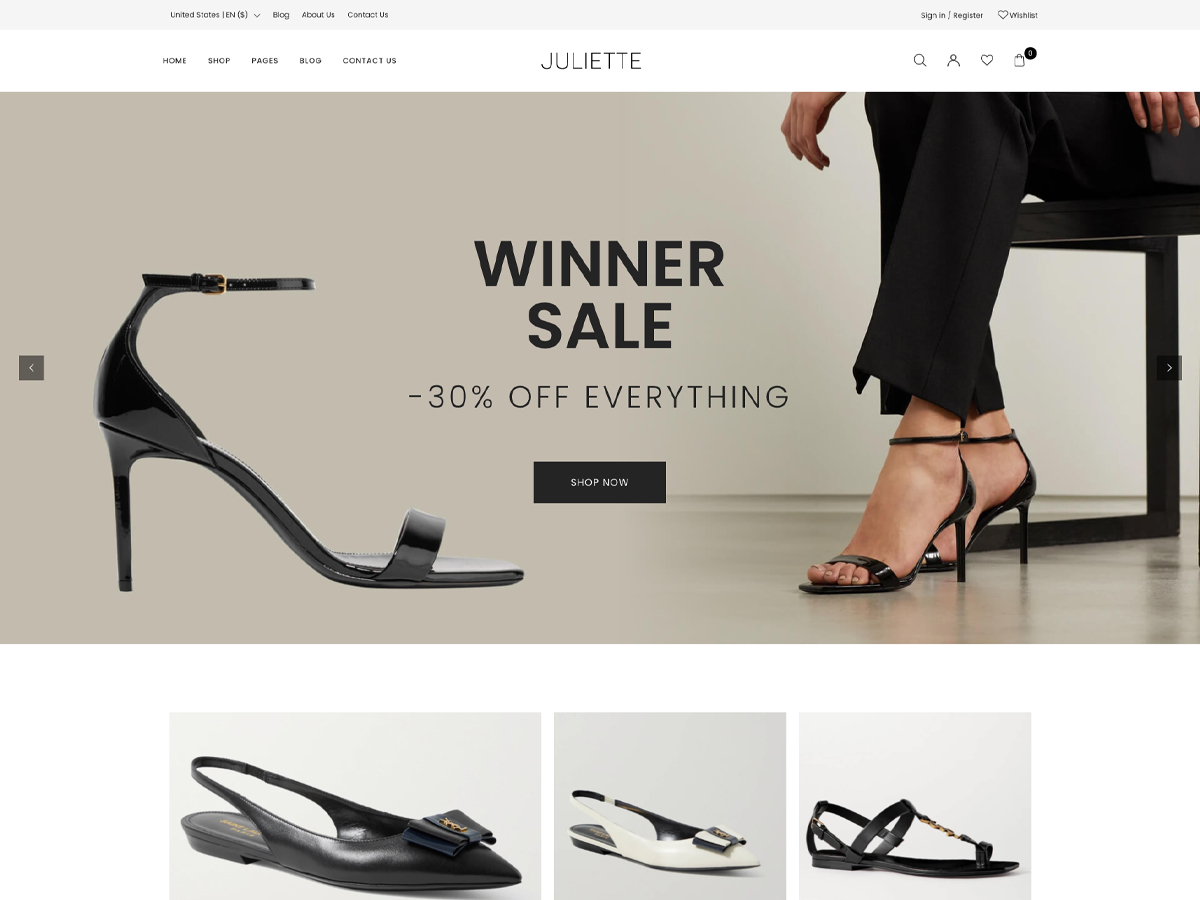 United States | EN ($) Blog About Us Contact Us Sign in / Register Wishlist
HOME SHOP PAGES BLOG CONTACT US JULIETTE 0
WINNER
SALE
-30% OFF EVERYTHING
SHOP NOW